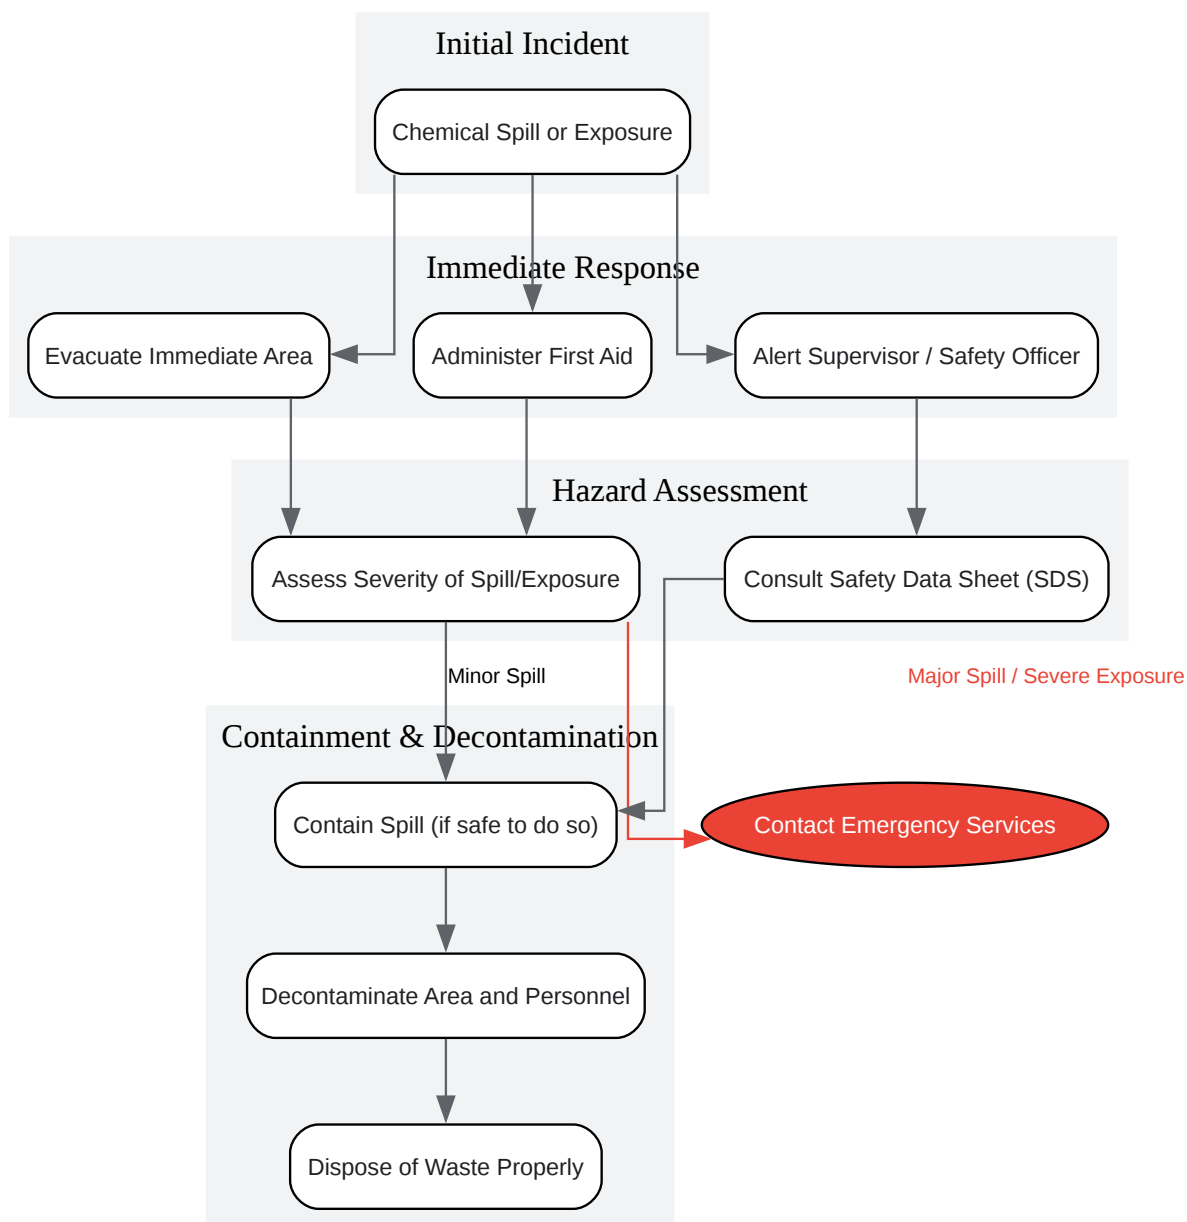 Initial Incident
Chemical Spill or Exposure
Immediate Response
Evacuate Immediate Area
Administer First Aid
Alert Supervisor / Safety Officer
Hazard Assessment
Assess Severity of Spill/Exposure
Consult Safety Data Sheet (SDS)
Minor Spill
Major Spill / Severe Exposure
Containment & Decontamination
Contain Spill (if safe to do so)
Contact Emergency Services
Decontaminate Area and Personnel
Dispose of Waste Properly